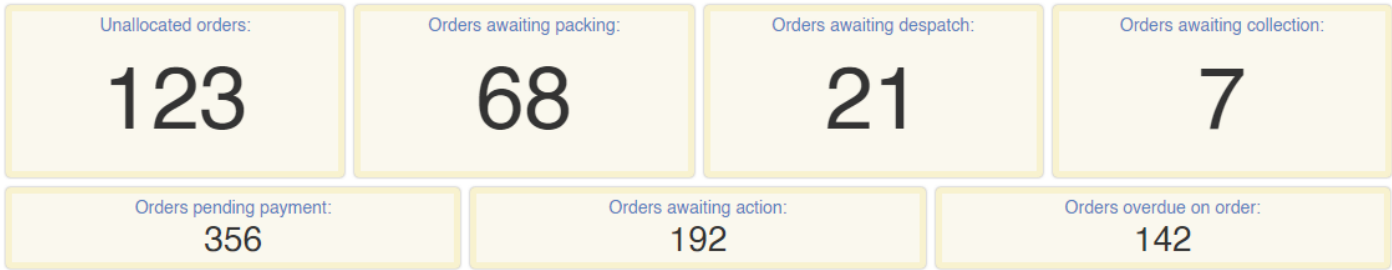 Unallocated orders:
123
Orders awaiting packing:
68
Orders awaiting despatch:
21
Orders awaiting collection:
7
Orders pending payment:
356
Orders awaiting action:
192
Orders overdue on order:
142